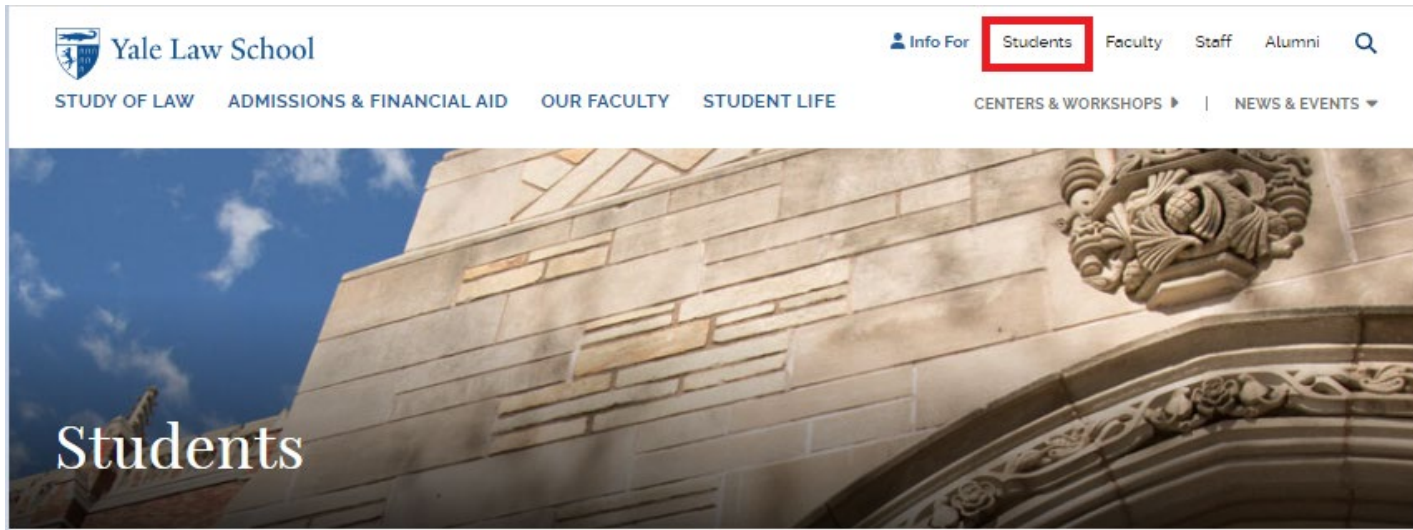 Yale Law School
Info For Students Faculty Staff Alumni
STUDY OF LAW ADMISSIONS & FINANCIAL AID OUR FACULTY STUDENT LIFE
CENTERS & WORKSHOPS | NEWS & EVENTS
Students